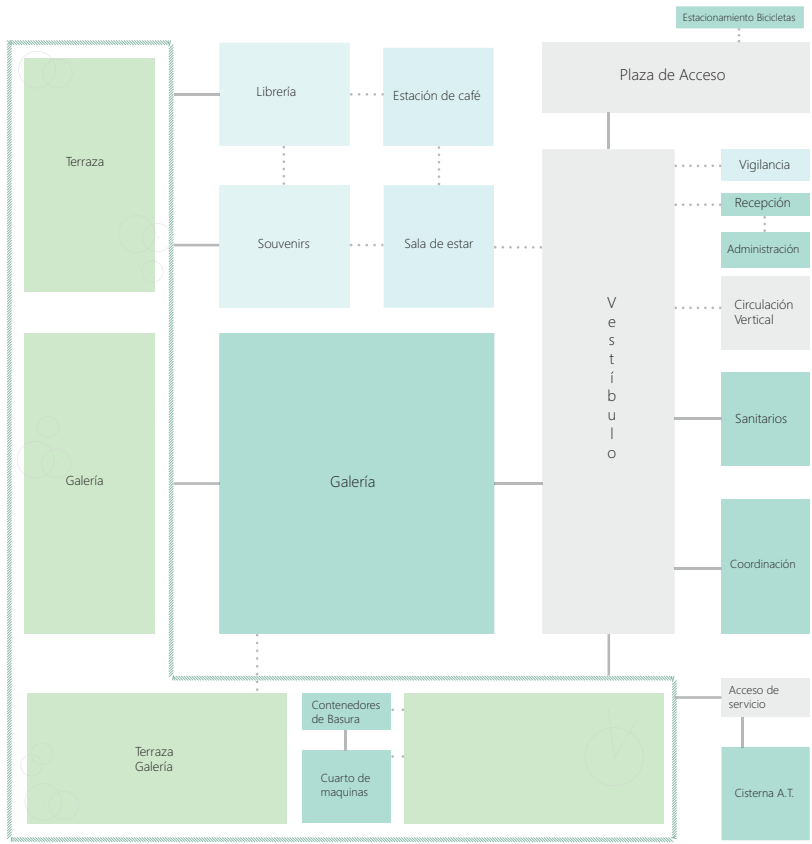 Estacionamiento Bicicletas
Plaza de Acceso
Librería
Estación de café
Terraza
Vigilancia
Recepción
Souvenirs
Sala de estar
Administración
Circulación
Vertical
Vestíbulo
Sanitarios
Galería
Galería
Coordinación
Acceso de
servicio
Contenedores
de Basura
Terraza
Galería
Cuarto de
maquinas
Cisterna A.T.